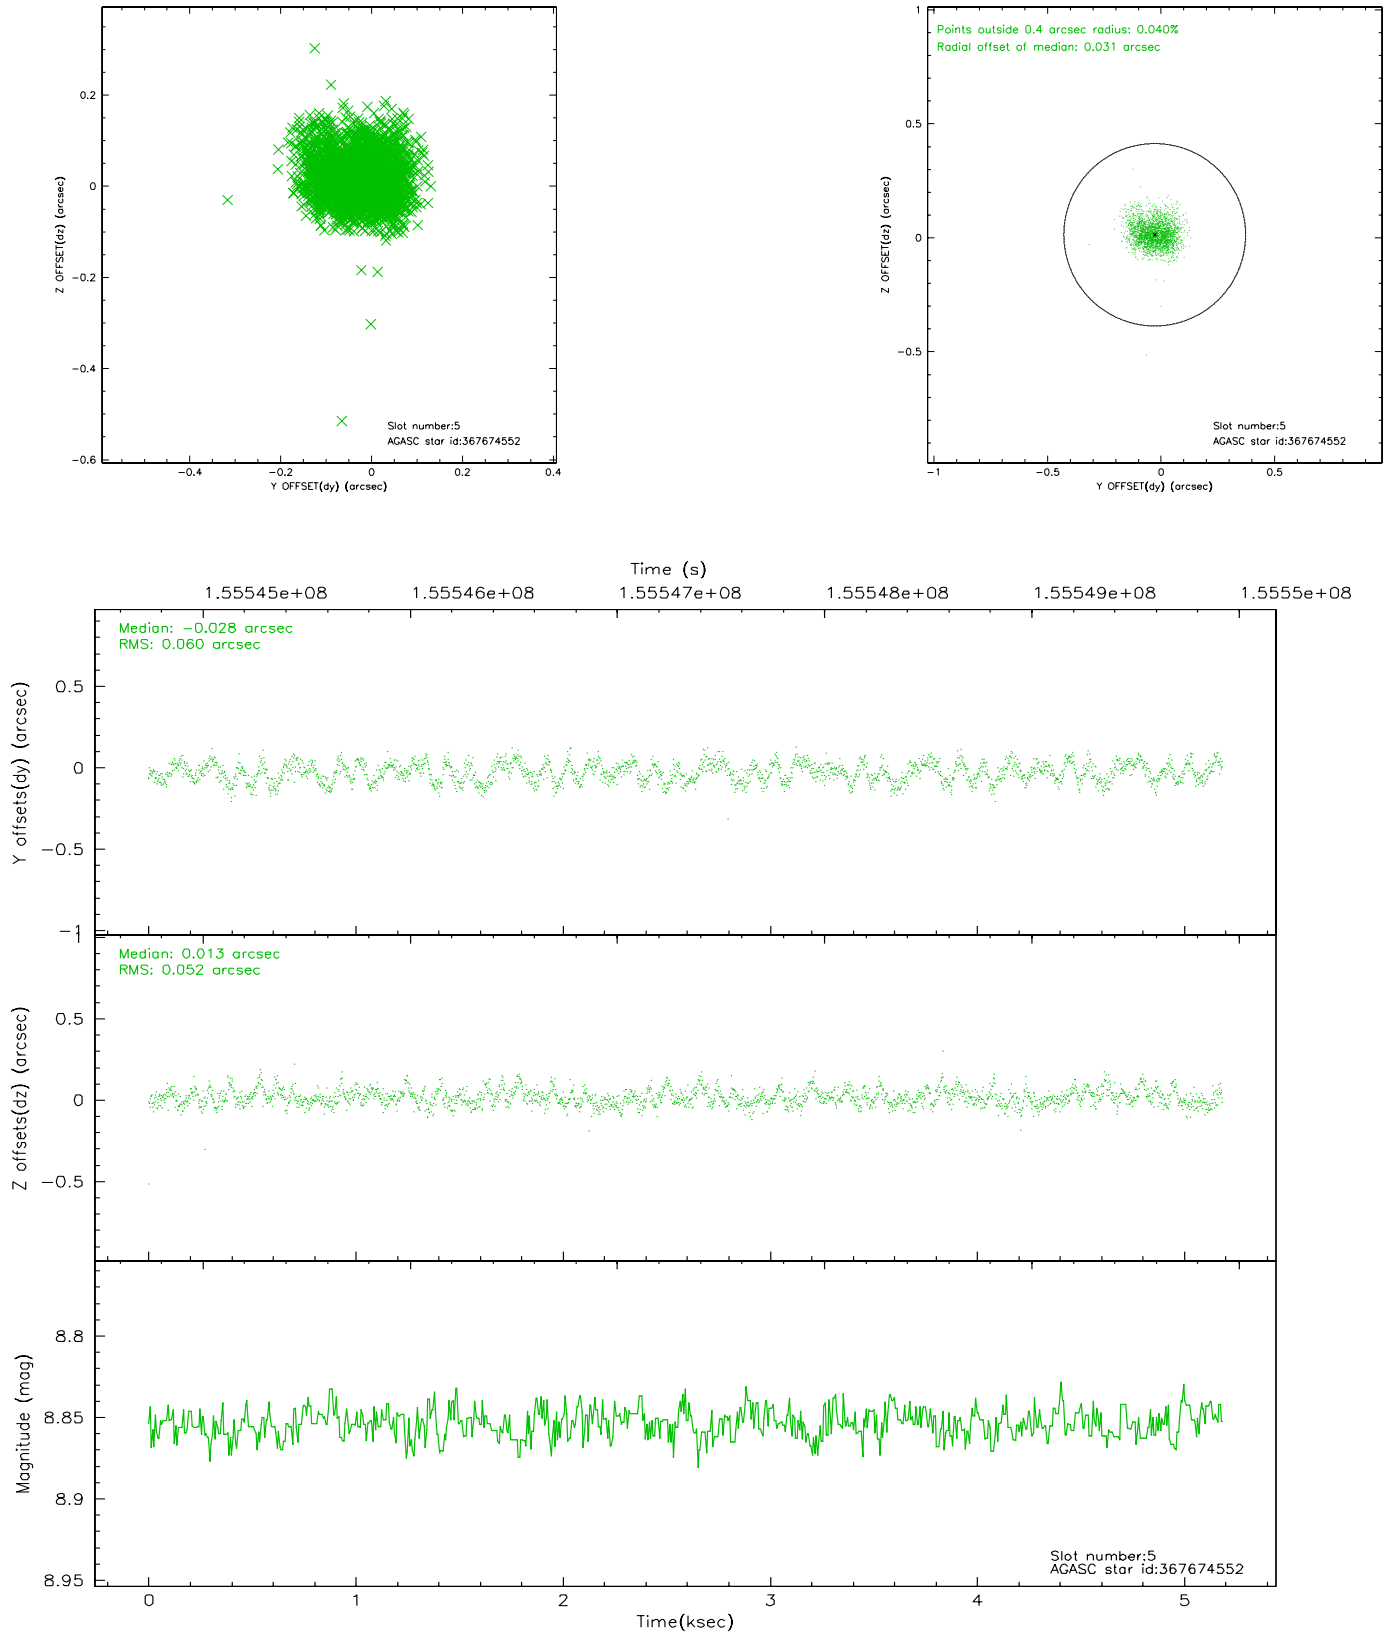 0.2
0
−0.2
−0.4
−0.6
−0.4
−0.2
0
0.2
0.4
Z OFFSET(dz) (arcsec)
Y OFFSET(dy) (arcsec)
Slot number:5
AGASC star id:367674552
Points outside 0.4 arcsec radius: 0.040%
Radial offset of median: 0.031 arcsec
1
0.5
0
−0.5
−1
−0.5
0
0.5
Z OFFSET(dz) (arcsec)
Y OFFSET(dy) (arcsec)
Slot number:5
AGASC star id:367674552
Time (s)
1.55545e+08 1.55546e+08 1.55547e+08 1.55548e+08 1.55549e+08 1.5555e+08
Median: −0.028 arcsec
RMS: 0.060 arcsec
0.5
0
−0.5
−1
Y offsets(dy) (arcsec)
Median: 0.013 arcsec
RMS: 0.052 arcsec
1
0.5
0
−0.5
Z offsets(dz) (arcsec)
8.8
8.85
8.9
8.95
Magnitude (mag)
Slot number:5
AGASC star id:367674552
0 1 2 3 4 5
Time(ksec)